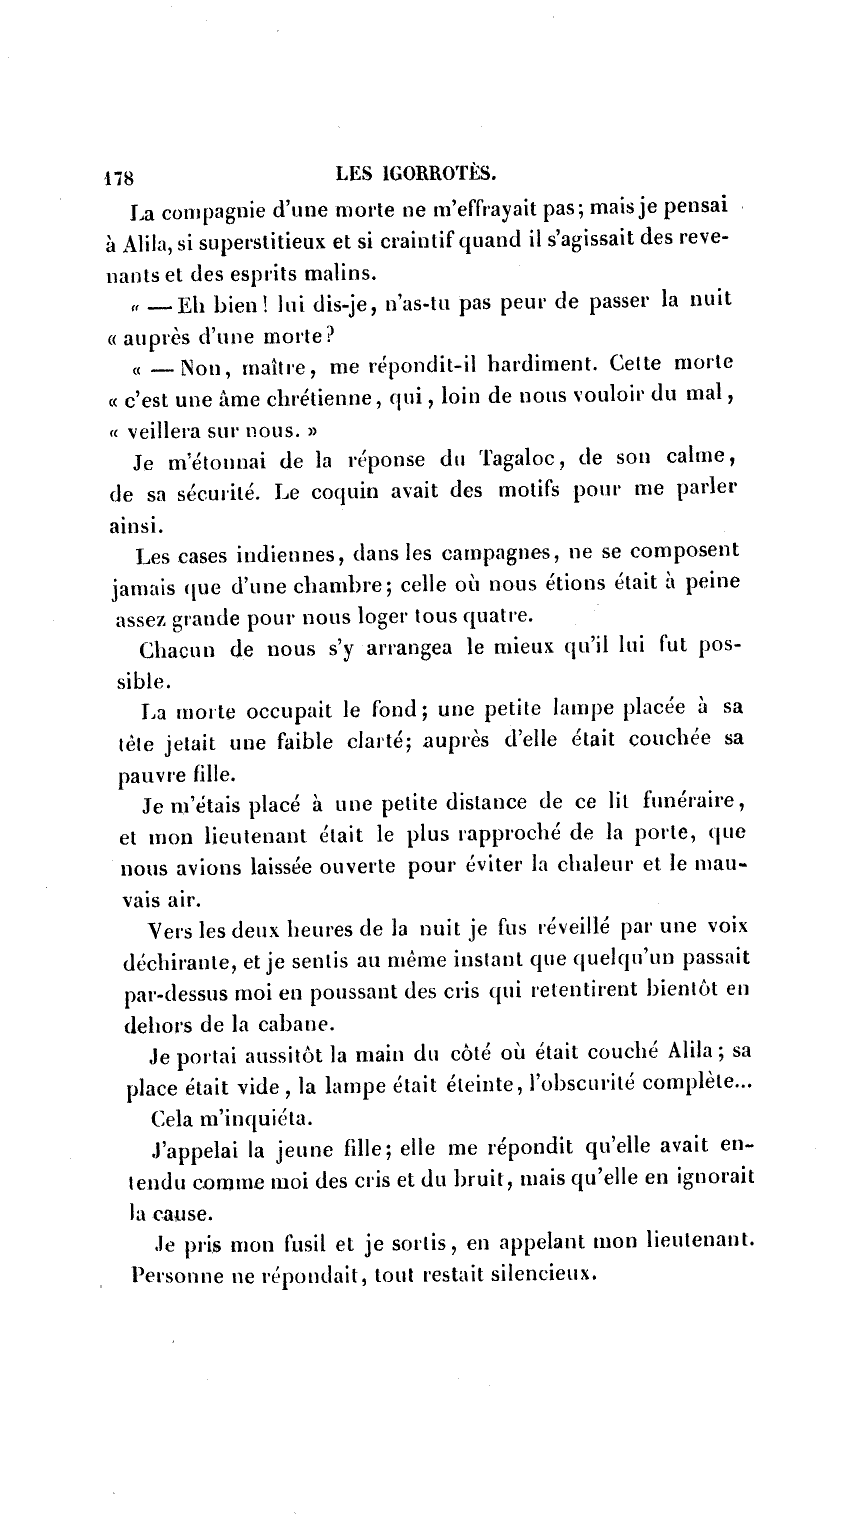 178 LES IGORROTÈS.
La compagnie d'une morte ne m'effrayait pas; mais je pensai
à Alila, si superstitieux et si craintif quand il s'agissait des reve-
nants et des esprits malins.
« — Eh bien! lui dis-je, n'as-tu pas peur de passer la nuit
« auprès d'une morte?
« — Non, maître, me répondit-il hardiment. Cette morte
« c'est une âme chrétienne, qui, loin de nous vouloir du mal,
« veillera sur nous. »
Je m'étonnai de la réponse du Tagaloc, de son calme,
de sa sécurité. Le coquin avait des motifs pour me parler
ainsi.
Les cases indiennes, dans les campagnes, ne se composent
jamais que d'une chambre; celle où nous étions était à peine
assez grande pour nous loger tous quatre.
Chacun de nous s'y arrangea le mieux qu'il lui fut pos-
sible.
La morte occupait le fond; une petite lampe placée à sa
tête jetait une faible clarté; auprès d'elle était couchée sa
pauvre fille.
Je m'étais placé à une petite distance de ce lit funéraire,
et mon lieutenant était le plus rapproché de la porte, que
nous avions laissée ouverte pour éviter la chaleur et le mau-
vais air.
Vers les deux heures de la nuit je fus réveillé par une voix
déchirante, et je sentis au même instant que quelqu'un passait
par-dessus moi en poussant des cris qui retentirent bientôt en
dehors de la cabane.
Je portai aussitôt la main du côté où était couché Alila; sa
place était vide, la lampe était éteinte, l'obscurité complète...
Cela m'inquiéta.
J'appelai la jeune fille; elle me répondit qu'elle avait en-
tendu comme moi des cris et du bruit, mais qu'elle en ignorait
la cause.
Je pris mon fusil et je sortis, en appelant mon lieutenant.
Personne ne répondait, tout restait silencieux.